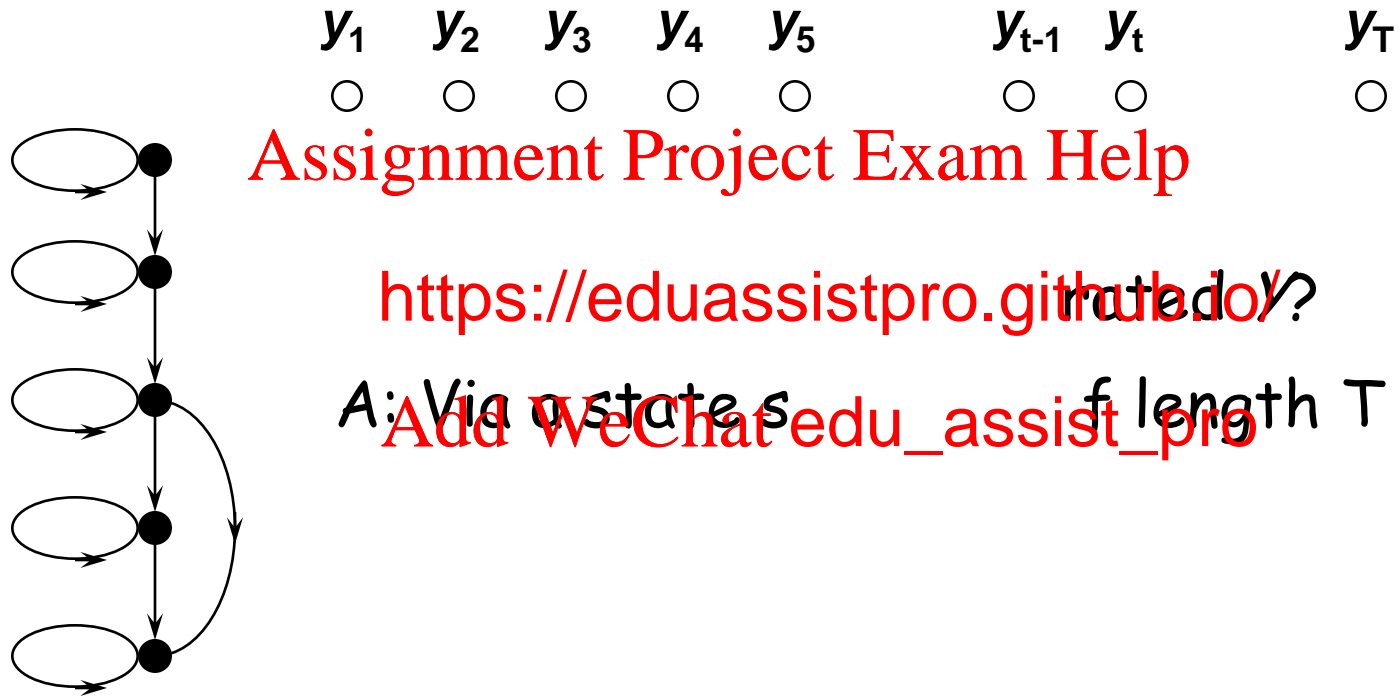 y1 y2 y3 y4 y5 yt-1 yt yT
Assignment Project Exam Help
https://eduassistpro.github.io/
rated Y?
A: Via a state s f length T
Add WeChat edu_assist_pro